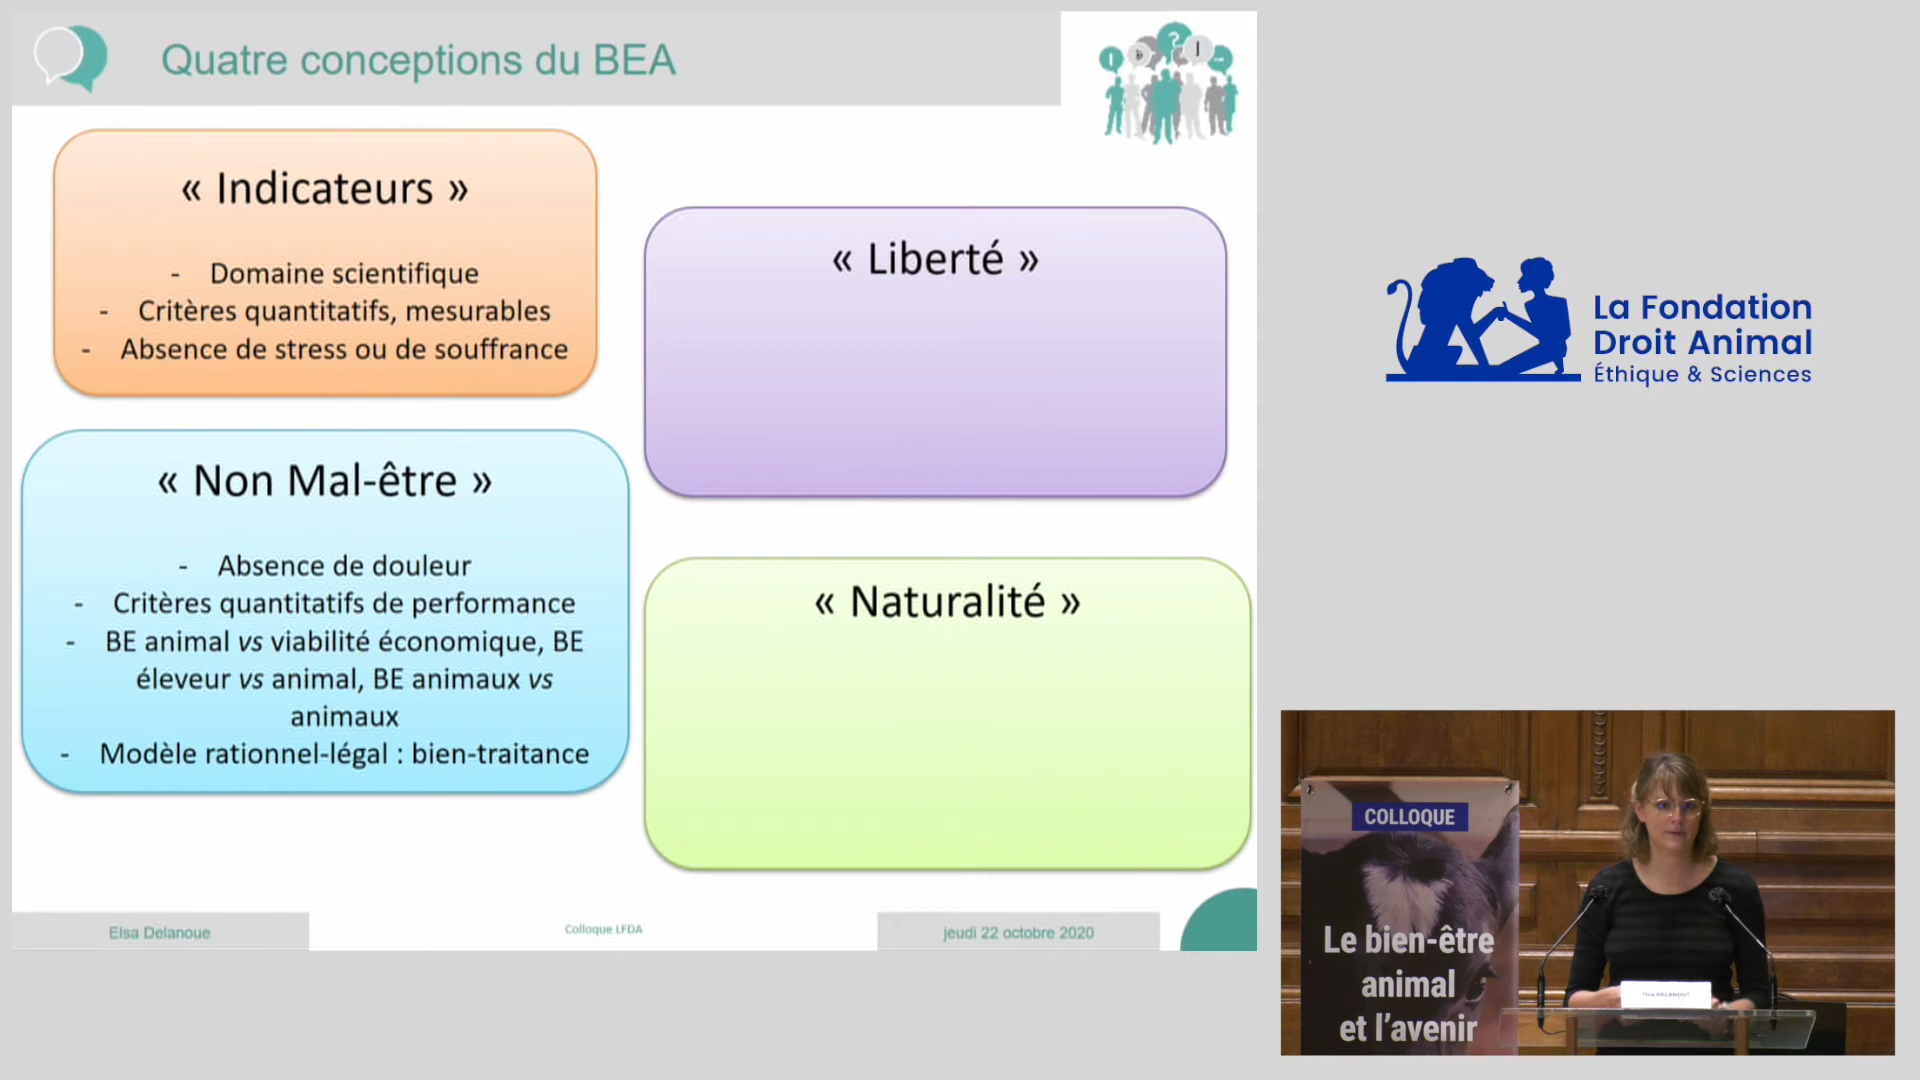 Quatre conceptions du BEA
« Indicateurs »
- Domaine scientifique
- Critères quantitatifs, mesurables
- Absence de stress ou de souffrance
« Liberté »
« Non Mal-être »
- Absence de douleur
- Critères quantitatifs de performance
- BE animal vs viabilité économique, BE
éleveur vs animal, BE animaux vs
animaux
- Modèle rationnel-légal : bien-traitance
« Naturalité »
Elsa Delanoue
Colloque LFDA
jeudi 22 octobre 2020
La Fondation
Droit Animal
Éthique & Sciences
COLLOQUE
Le bien-être
animal
et l'avenir
Elsa DELANOUE